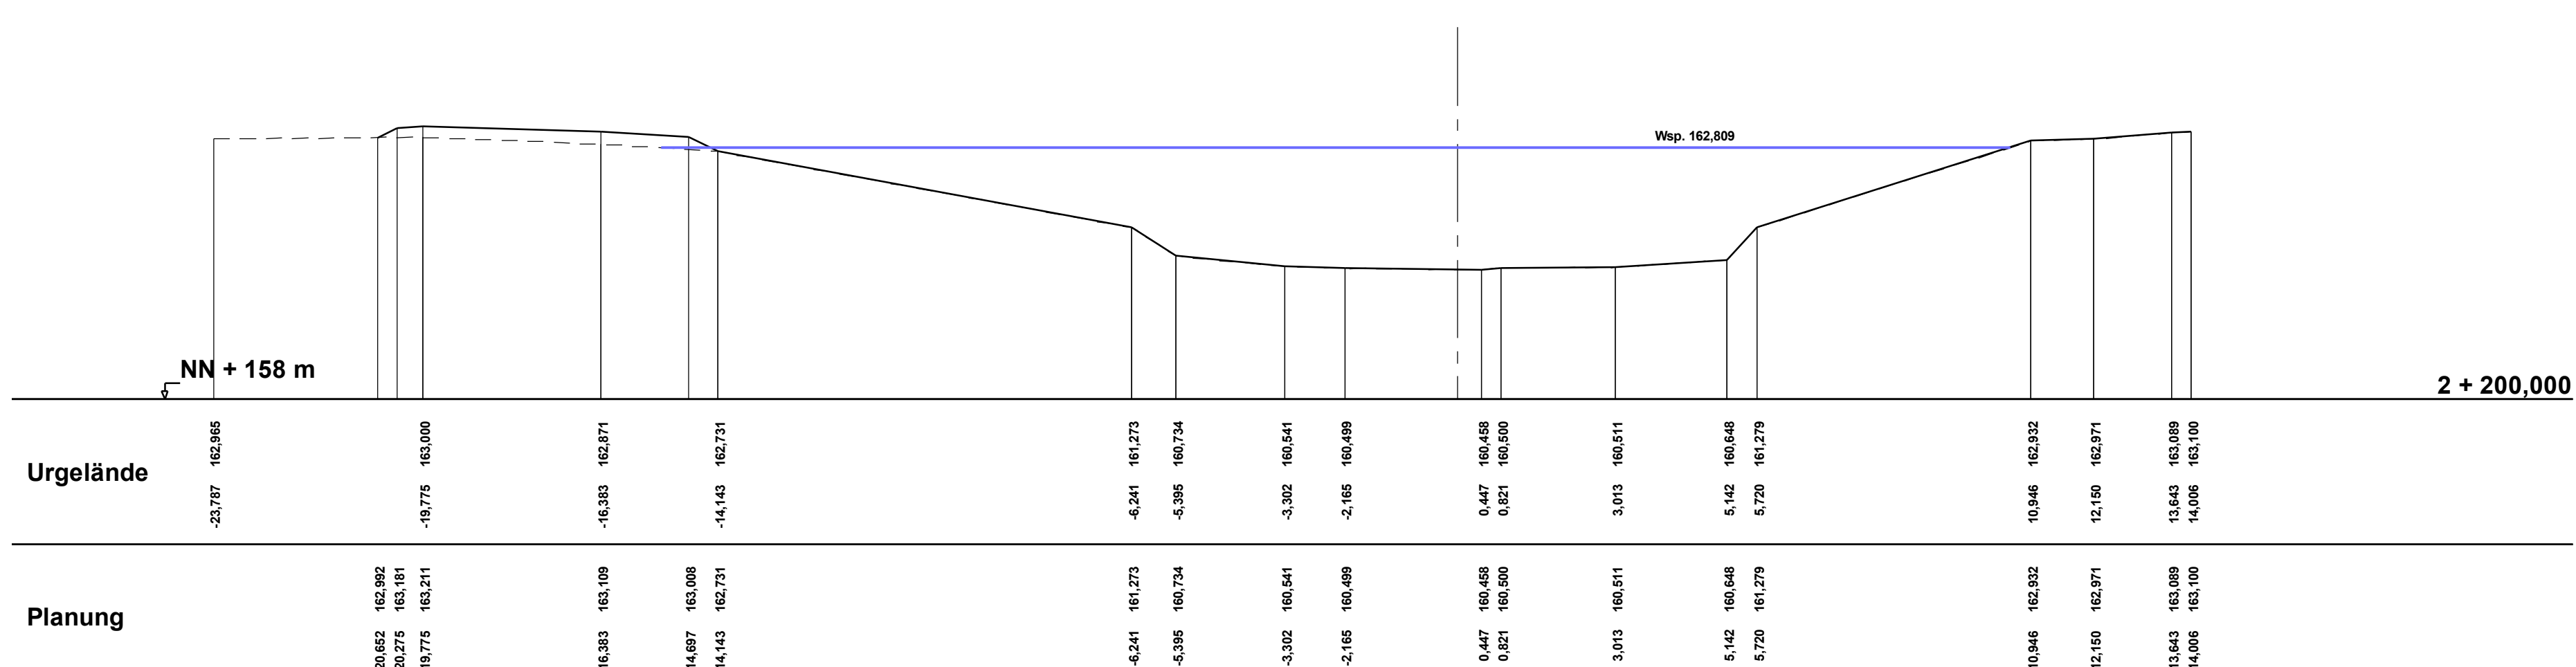 Wsp. 162,809
NN + 158 m
2 + 200,000
Urgelände
162,965 163,000 162,871 162,731 161,273 160,734 160,541 160,499 160,458 160,500 160,511 160,648 161,279 162,932 162,971 163,089 163,100
-23,787 -19,775 -16,383 -14,143 -6,241 -5,395 -3,302 -2,165 0,447 0,821 3,013 5,142 5,720 10,946 12,150 13,643 14,006
Planung
162,992 163,181 163,211 163,109 163,008 162,731 161,273 160,734 160,541 160,499 160,458 160,500 160,511 160,648 161,279 162,932 162,971 163,089 163,100
20,652 20,275 19,775 16,383 14,697 14,143 -6,241 -5,395 -3,302 -2,165 0,447 0,821 3,013 5,142 5,720 10,946 12,150 13,643 14,006